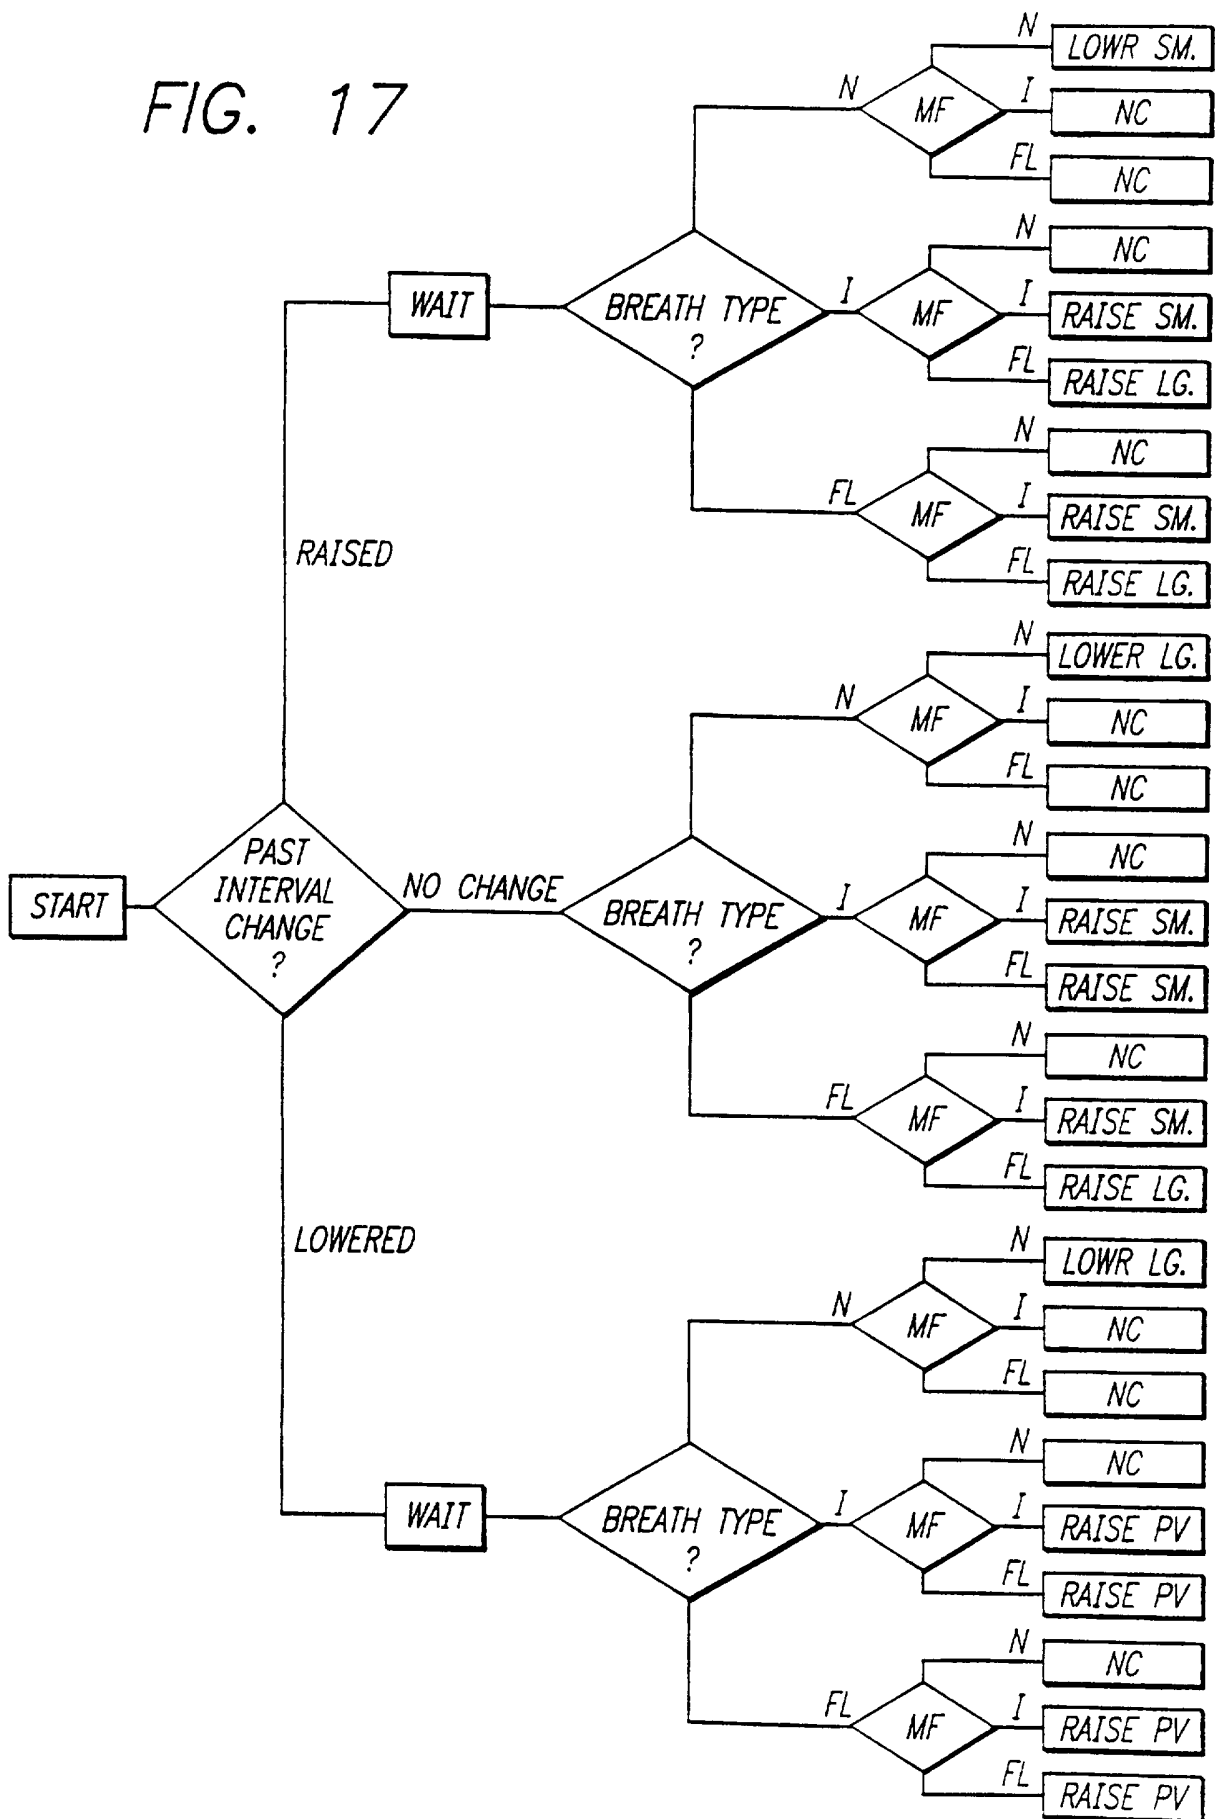 FIG. 17
N
LOWR SM.
N
MF
I
NC
FL
NC
N
NC
WAIT
BREATH TYPE
?
I
MF
I
RAISE SM.
FL
RAISE LG.
N
NC
FL
MF
I
RAISE SM.
FL
RAISE LG.
RAISED
N
LOWER LG.
N
MF
I
NC
FL
NC
START
PAST
INTERVAL
CHANGE
?
NO CHANGE
BREATH TYPE
?
N
NC
I
MF
I
RAISE SM.
FL
RAISE SM.
N
NC
FL
MF
I
RAISE SM.
FL
RAISE LG.
LOWERED
N
LOWR LG.
N
MF
I
NC
FL
NC
N
NC
WAIT
BREATH TYPE
?
I
MF
I
RAISE PV
FL
RAISE PV
N
NC
FL
MF
I
RAISE PV
FL
RAISE PV